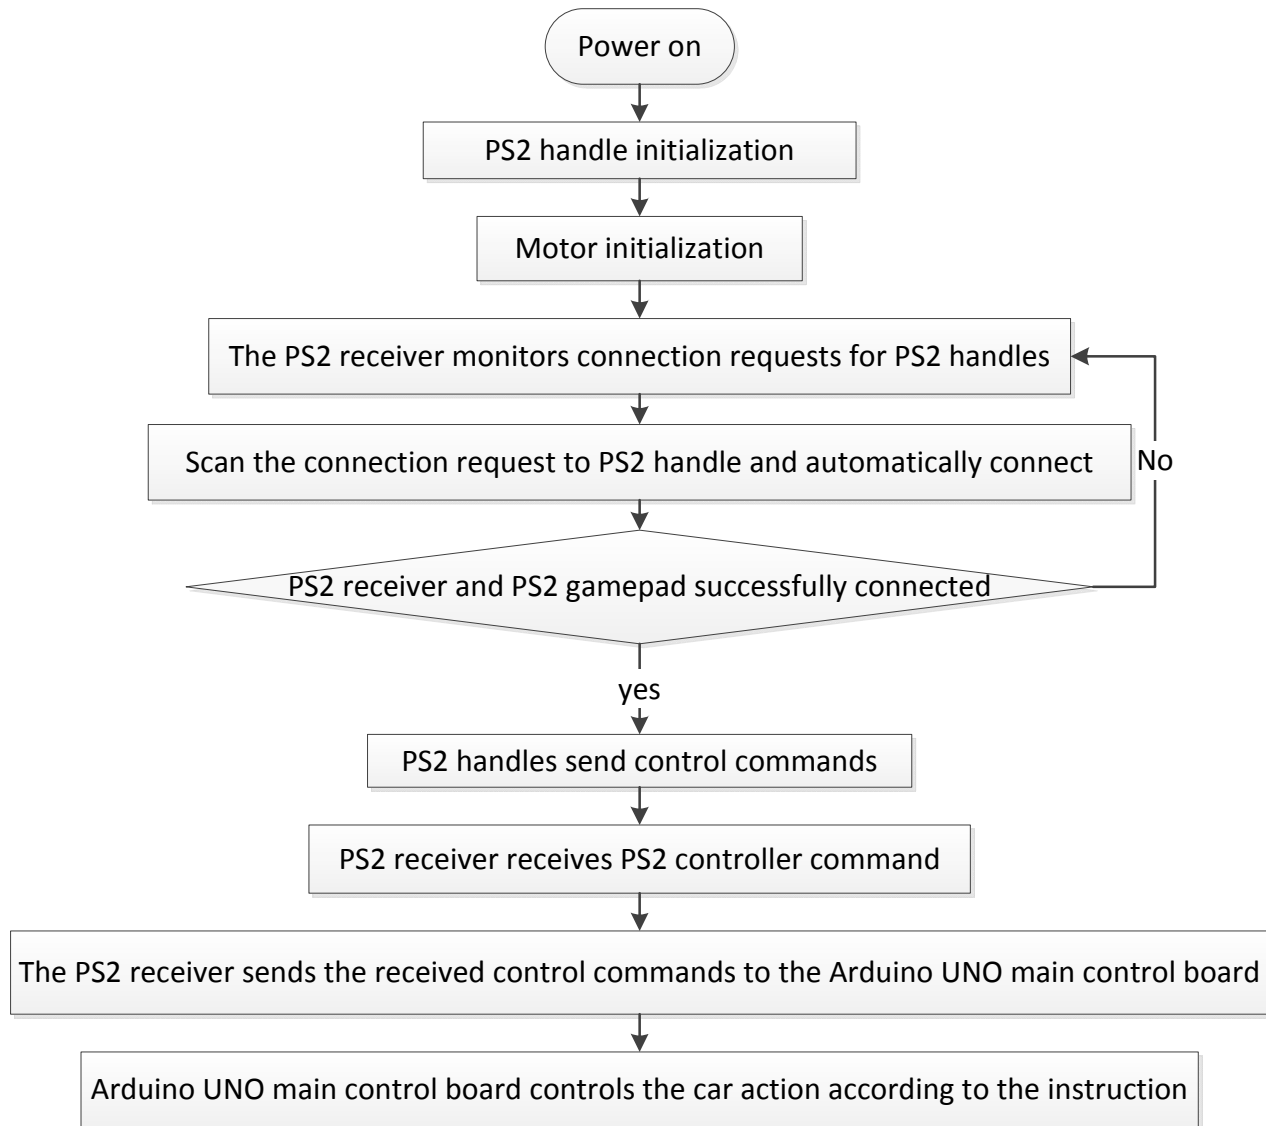 Power on
PS2 handle initialization
Motor initialization
The PS2 receiver monitors connection requests for PS2 handles
Scan the connection request to PS2 handle and automatically connect
No
PS2 receiver and PS2 gamepad successfully connected
yes
PS2 handles send control commands
PS2 receiver receives PS2 controller command
The PS2 receiver sends the received control commands to the Arduino UNO main control board
Arduino UNO main control board controls the car action according to the instruction